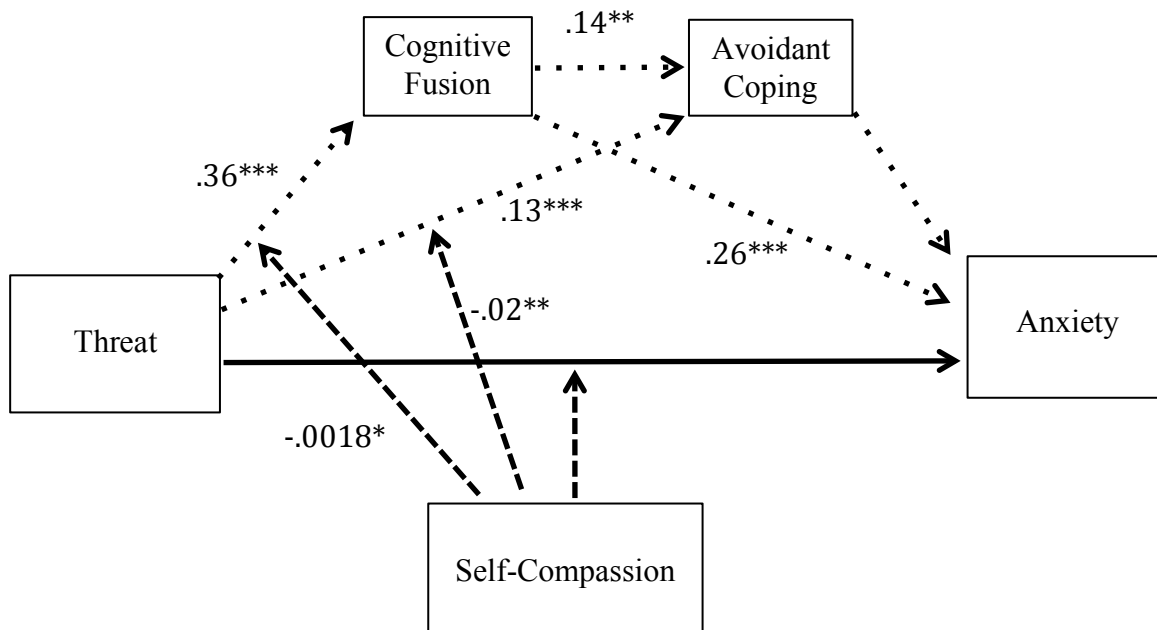 .14**
Cognitive
Fusion
Avoidant
Coping
.36***
.13***
.26***
Threat
-.02**
Anxiety
-.0018*
Self-Compassion